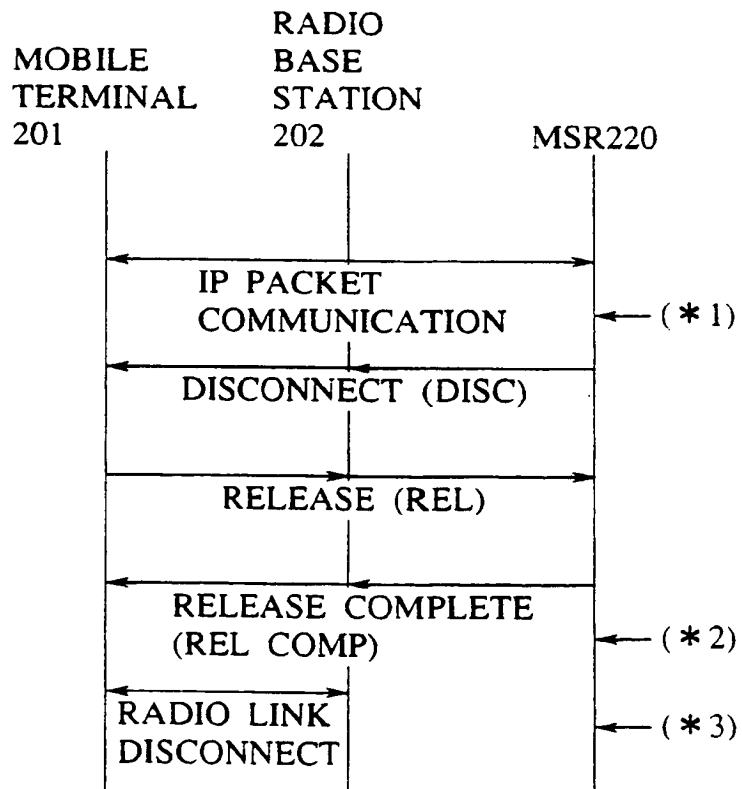 MOBILE
TERMINAL
201
RADIO
BASE
STATION
202
MSR220
IP PACKET
COMMUNICATION
(*1)
DISCONNECT (DISC)
RELEASE (REL)
RELEASE COMPLETE
(REL COMP)
(*2)
RADIO LINK
DISCONNECT
(*3)